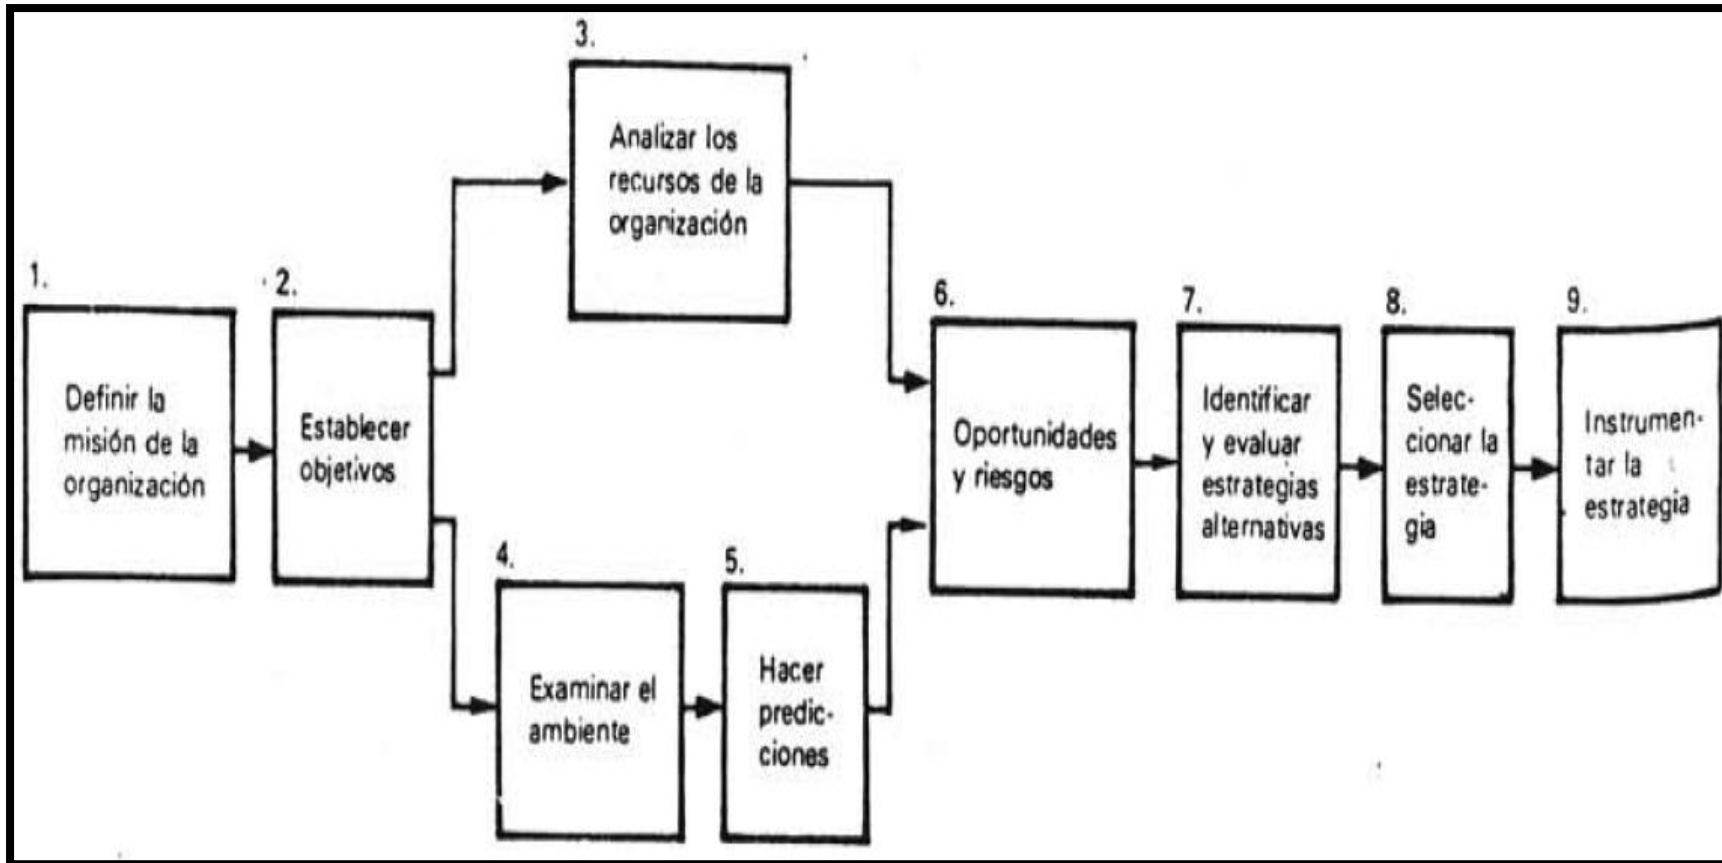 1.
Definir la
misión de la
organización
2.
Establecer
objetivos
3.
Analizar los
recursos de la
organización
4.
Examinar el
ambiente
5.
Hacer
predic-
ciones
6.
Oportunidades
y riesgos
7.
Identificar
y evaluar
estrategias
alternativas
8.
Selec-
cionar la
estrate-
gia
9.
Instrumen-
tar la
estrategia